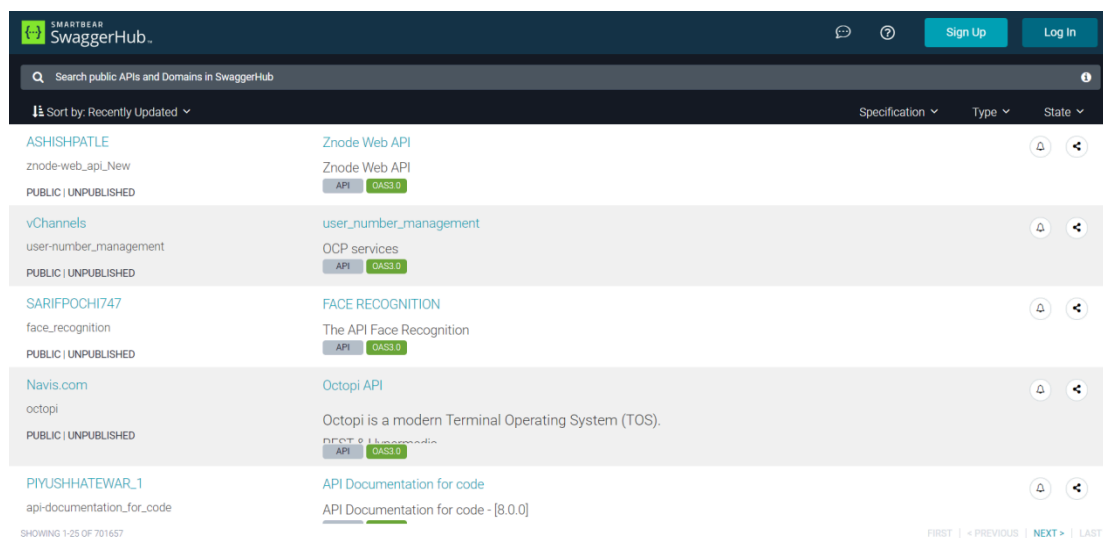 SMARTBEAR
SwaggerHub
Sign Up
Log In
Search public APIs and Domains in SwaggerHub
Sort by: Recently Updated
Specification
Type
State
ASHISHPATLE
Znode Web API
znode-web_api_New
Znode Web API
PUBLIC | UNPUBLISHED
API OAS3.0
vChannels
user_number_management
user-number_management
OCP services
PUBLIC | UNPUBLISHED
API OAS3.0
SARIFPOCHI747
FACE RECOGNITION
face_recognition
The API Face Recognition
PUBLIC | UNPUBLISHED
API OAS3.0
Navis.com
Octopi API
octopi
Octopi is a modern Terminal Operating System (TOS).
PUBLIC | UNPUBLISHED
API OAS3.0
PIYUSHHATEWAR_1
API Documentation for code
api-documentation_for_code
API Documentation for code - [8.0.0]
SHOWING 1-25 OF 701657
FIRST | < PREVIOUS | NEXT > | LAST